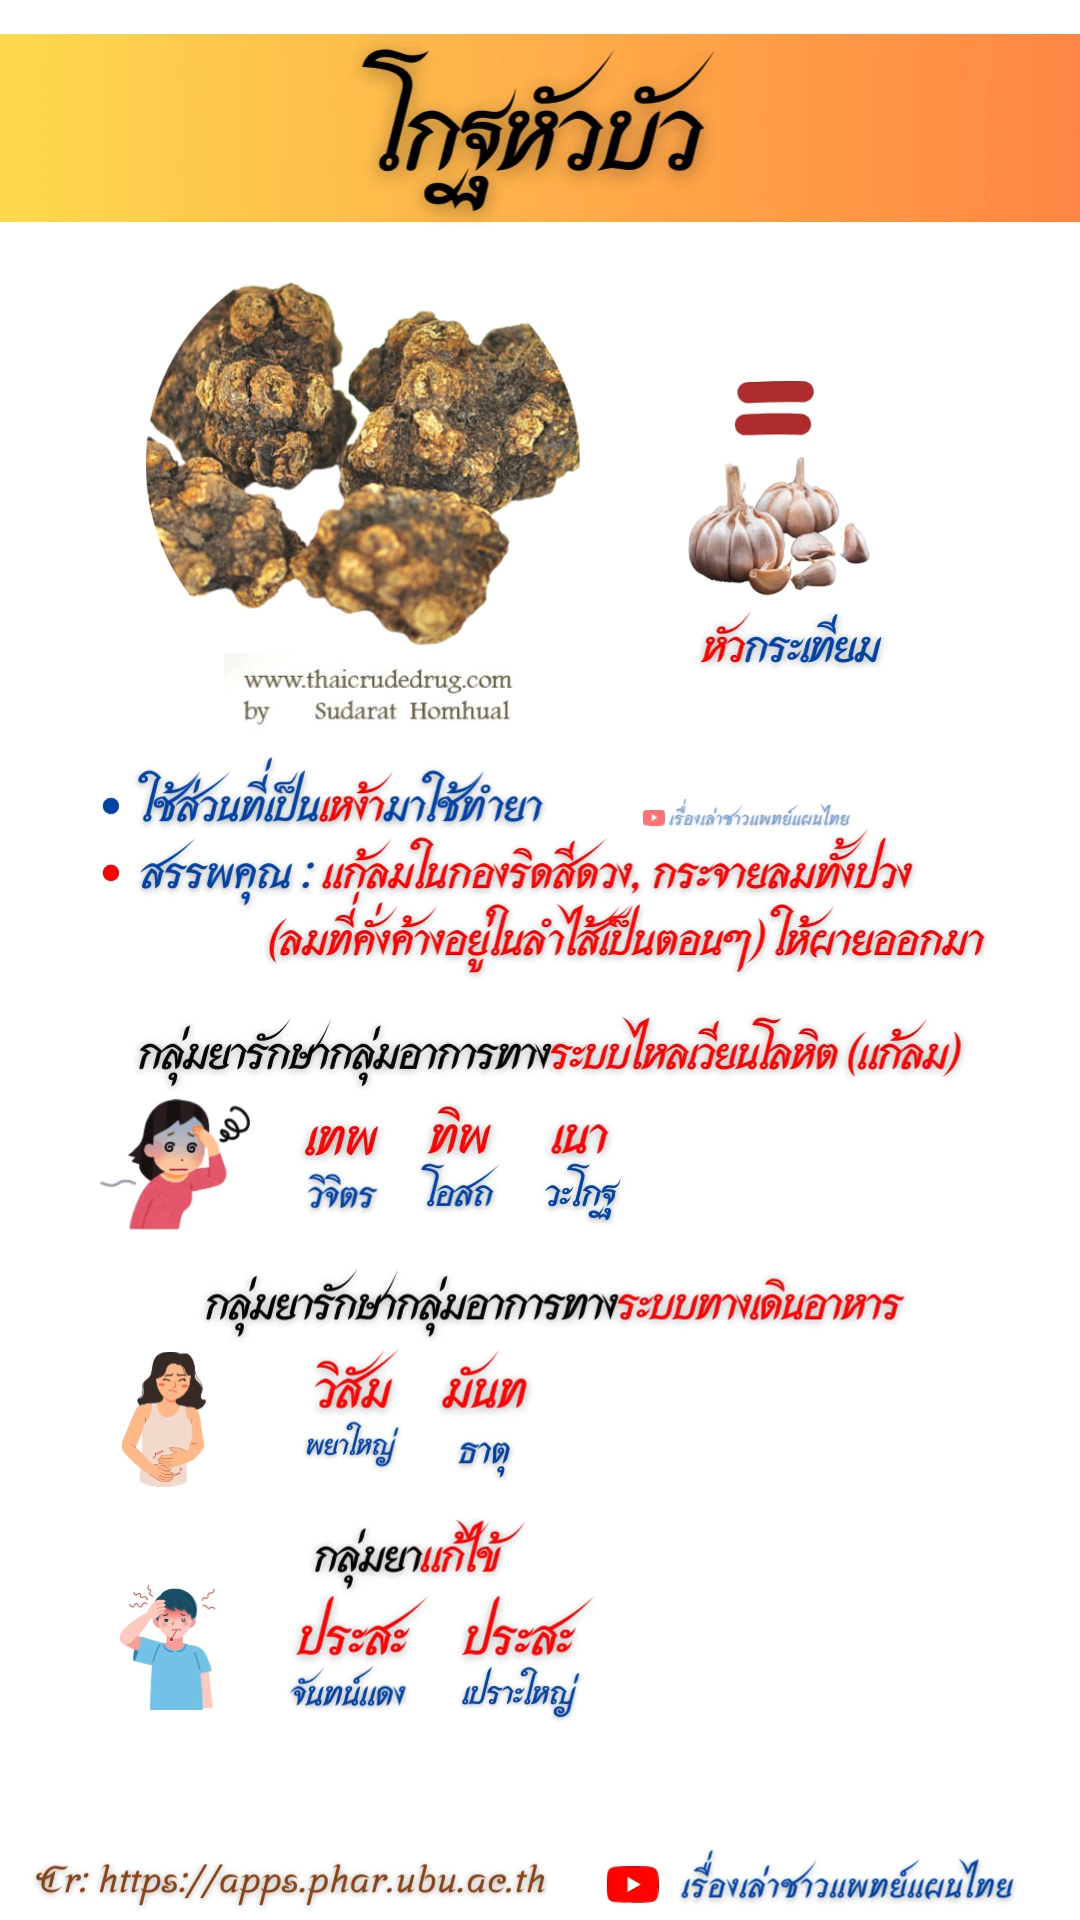 โกฐหัวบัว
หัวกระเทียม
www.thaicrudedrug.com
by Sudarat Homhual
ใช้ส่วนที่เป็นเหง้ามาใช้ทำยา
เรื่องเล่าชาวแพทย์แผนไทย
สรรพคุณ : แก้ลมในกองริดสีดวง, กระจายลมทั้งปวง
(ลมที่คั่งค้างอยู่ในลำไส้เป็นตอนๆ) ให้ผายออกมา
กลุ่มยารักษากลุ่มอาการทางระบบไหลเวียนโลหิต (แก้ลม)
เทพ ทิพ เนา
วิจิตร โอสถ วะโกฐ
กลุ่มยารักษากลุ่มอาการทางระบบทางเดินอาหาร
วิสัม มันท
พยาใหญ่ ธาตุ
กลุ่มยาแก้ไข้
ประสะ ประสะ
จันทน์แดง เปราะใหญ่
Cr: https://apps.phar.ubu.ac.th
เรื่องเล่าชาวแพทย์แผนไทย